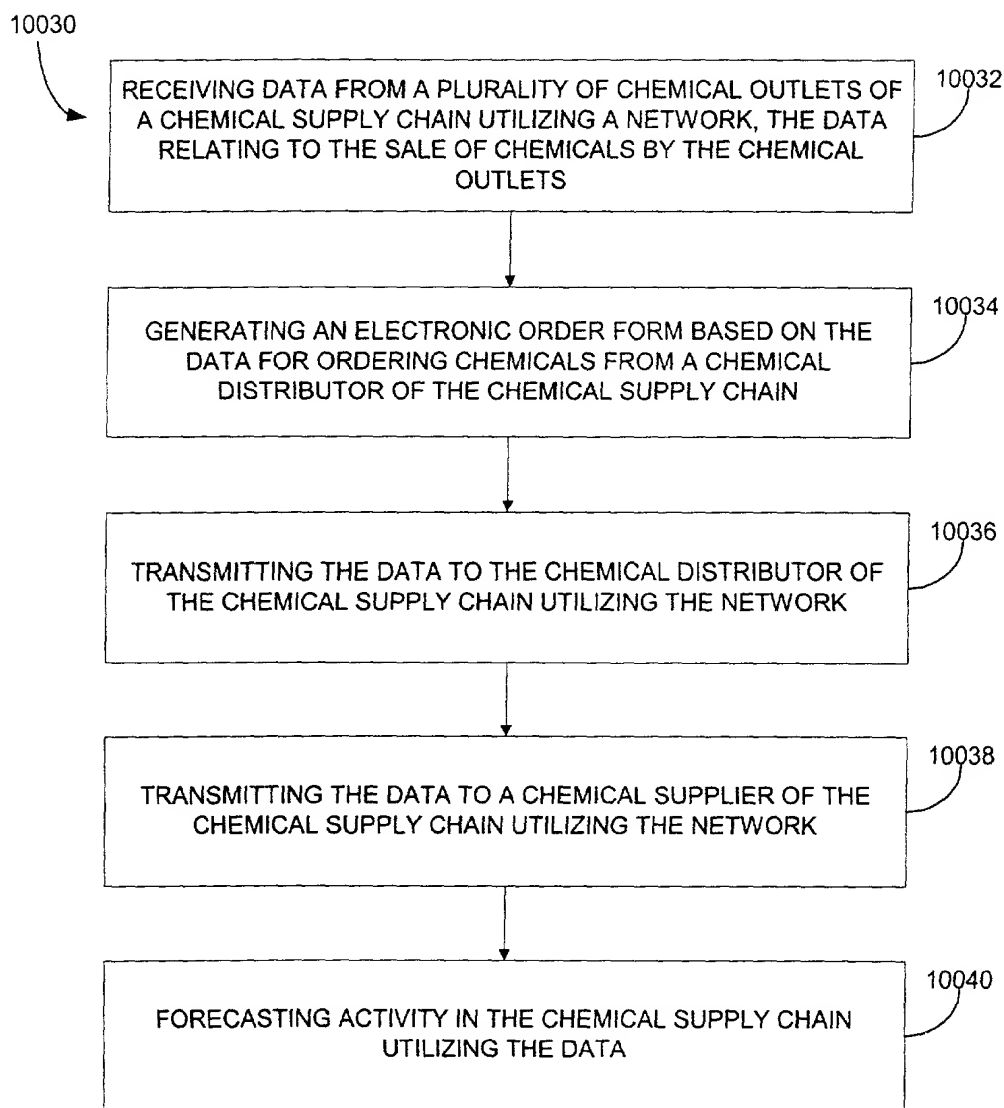 10030
10032
RECEIVING DATA FROM A PLURALITY OF CHEMICAL OUTLETS OF
A CHEMICAL SUPPLY CHAIN UTILIZING A NETWORK, THE DATA
RELATING TO THE SALE OF CHEMICALS BY THE CHEMICAL
OUTLETS
10034
GENERATING AN ELECTRONIC ORDER FORM BASED ON THE
DATA FOR ORDERING CHEMICALS FROM A CHEMICAL
DISTRIBUTOR OF THE CHEMICAL SUPPLY CHAIN
10036
TRANSMITTING THE DATA TO THE CHEMICAL DISTRIBUTOR OF
THE CHEMICAL SUPPLY CHAIN UTILIZING THE NETWORK
10038
TRANSMITTING THE DATA TO A CHEMICAL SUPPLIER OF THE
CHEMICAL SUPPLY CHAIN UTILIZING THE NETWORK
10040
FORECASTING ACTIVITY IN THE CHEMICAL SUPPLY CHAIN
UTILIZING THE DATA